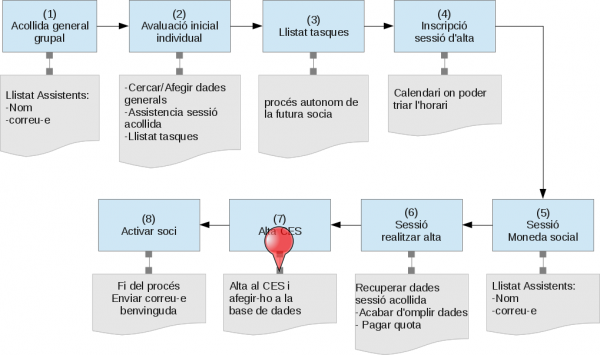 (1)
Acollida general
grupal
(2)
Avaluació inicial
individual
(3)
Llistat tasques
(4)
Inscripció
sessió d'alta
Llistat Assistents:
-Nom
-correu-e
-Cercar/Afegir dades
generals
-Assistencia sessió
acollida
-Llistat tasques
procés autonom de
la futura socia
Calendari on poder
triar l'horari
(8)
Activar soci
(7)
Alta CES
(6)
Sessió
realitzar alta
(5)
Sessió
Moneda social
Fi del procés
Enviar correu-e
benvinguda
Alta al CES i
afegir-ho a la
base de dades
Recuperar dades
sessió acollida
- Acabar d'omplir dades
- Pagar quota
Llistat Assistents:
-Nom
-correu-e